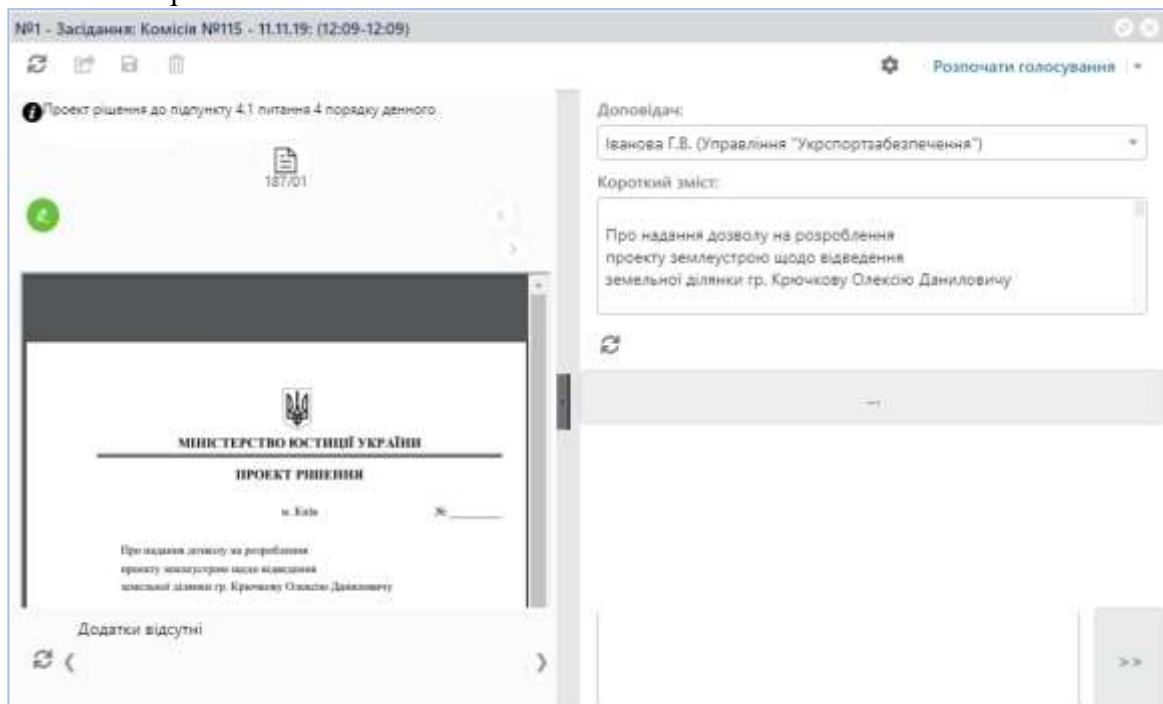 №1 - Засідання: Комісія №115 - 11.11.19: (12:09-12:09)
Розпочати голосування
Проект рішення до підпункту 4.1 питання 4 порядку денного
187/01
МІНІСТЕРСТВО ЮСТИЦІЇ УКРАЇНИ
ПРОЕКТ РІШЕННЯ
м. Київ № ________
Про надання дозволу на розроблення
проекту землеустрою щодо відведення
земельної ділянки гр. Крючкову Олексію Даниловичу
Додатки відсутні
Доповідач:
Іванова Г.В. (Управління "Укрспортзабезпечення")
Короткий зміст:
Про надання дозволу на розроблення
проекту землеустрою щодо відведення
земельної ділянки гр. Крючкову Олексію Даниловичу
...
>>